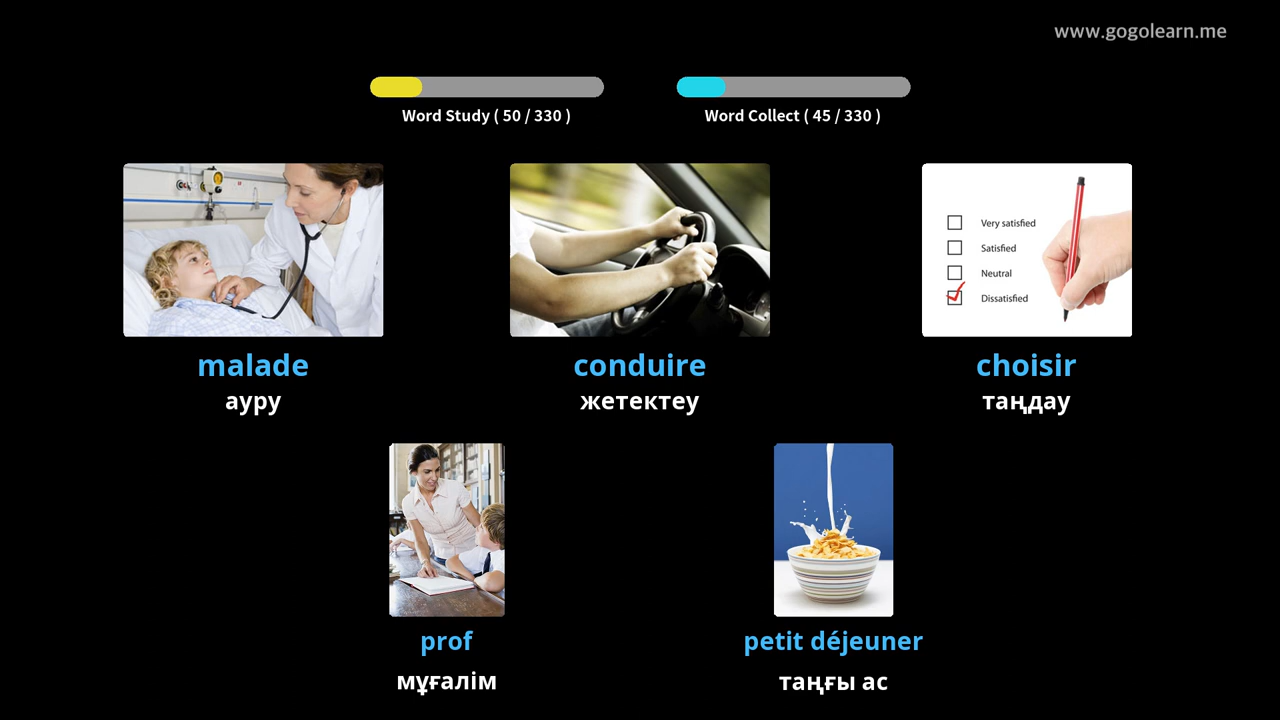 www.gogolearn.me
Word Study ( 50 / 330 )
Word Collect ( 45 / 330 )
Very satisfied
Satisfied
Neutral
Dissatisfied
malade
conduire
choisir
ауру
жетектеу
таңдау
prof
petit déjeuner
мұғалім
таңғы ас